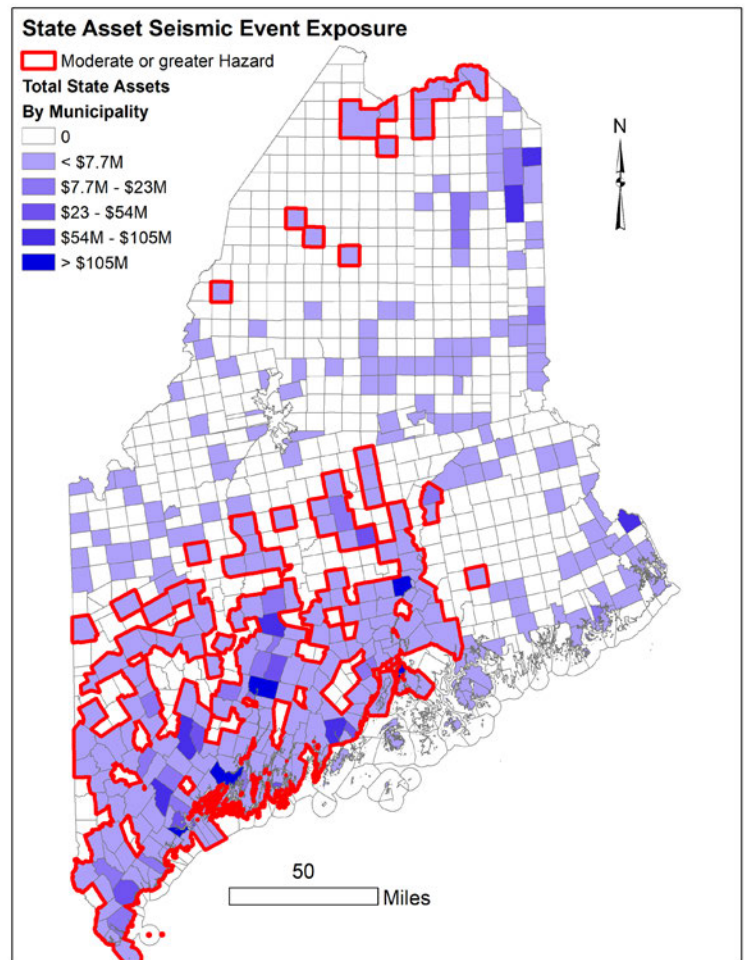 State Asset Seismic Event Exposure
Moderate or greater Hazard
Total State Assets
By Municipality
0
< $7.7M
$7.7M - $23M
$23 - $54M
$54M - $105M
> $105M
N
50
Miles